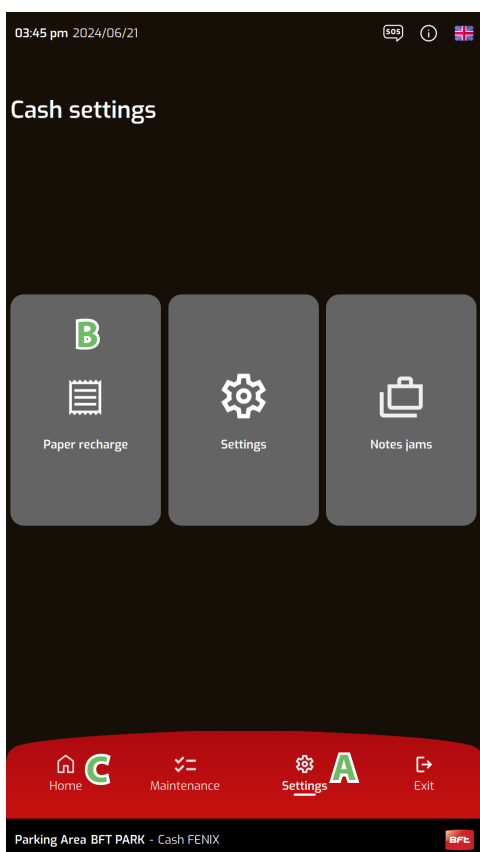 03:45 pm 2024/06/21
SOS
Cash settings
B
Paper recharge
Settings
Notes jams
C
A
Home
Maintenance
Settings
Exit
Parking Area BFT PARK - Cash FENIX
BFT